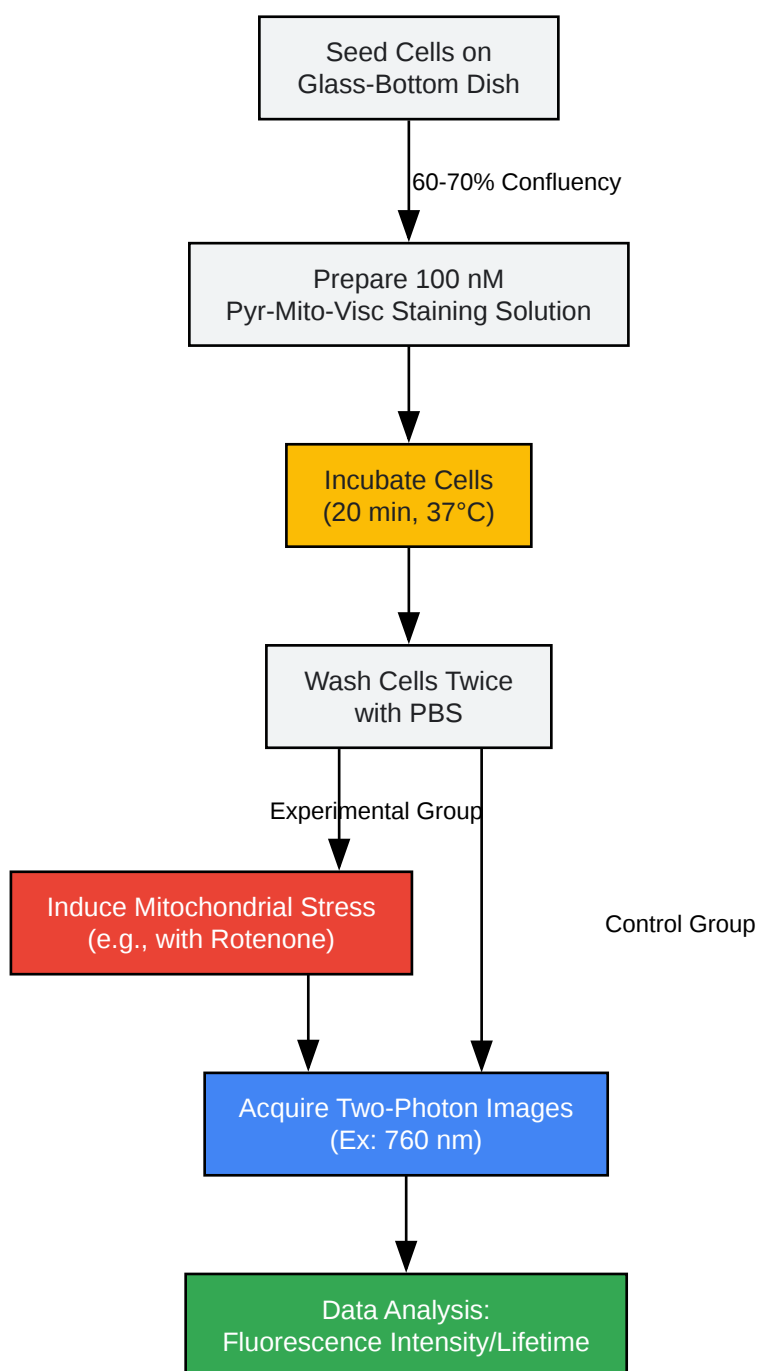 Seed Cells on
Glass-Bottom Dish
60-70% Confluency
Prepare 100 nM
Pyr-Mito-Visc Staining Solution
Incubate Cells
(20 min, 37°C)
Wash Cells Twice
with PBS
Experimental Group
Induce Mitochondrial Stress
(e.g., with Rotenone)
Control Group
Acquire Two-Photon Images
(Ex: 760 nm)
Data Analysis:
Fluorescence Intensity/Lifetime